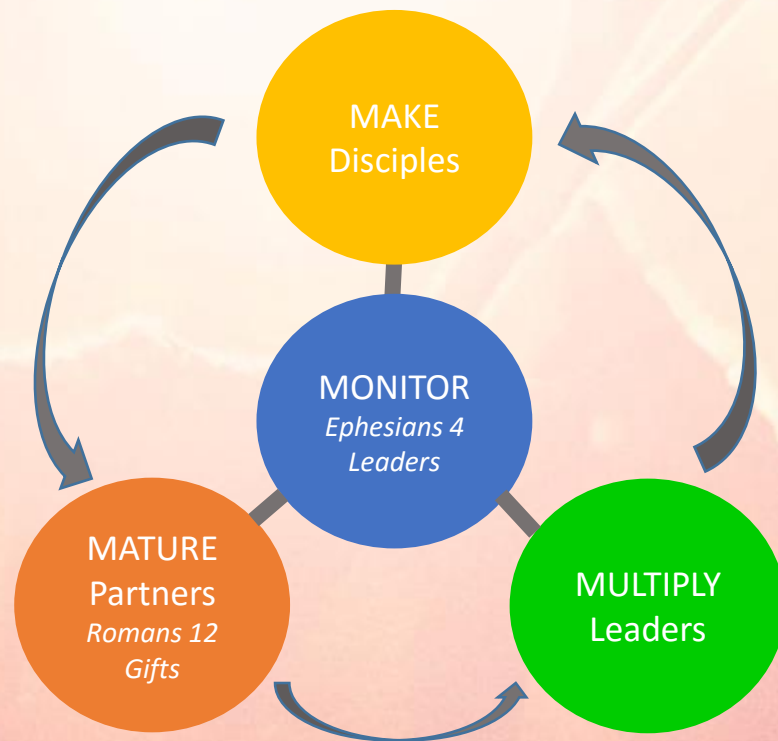 MAKE
Disciples
MONITOR
Ephesians 4
Leaders
MATURE
Partners
Romans 12
Gifts
MULTIPLY
Leaders